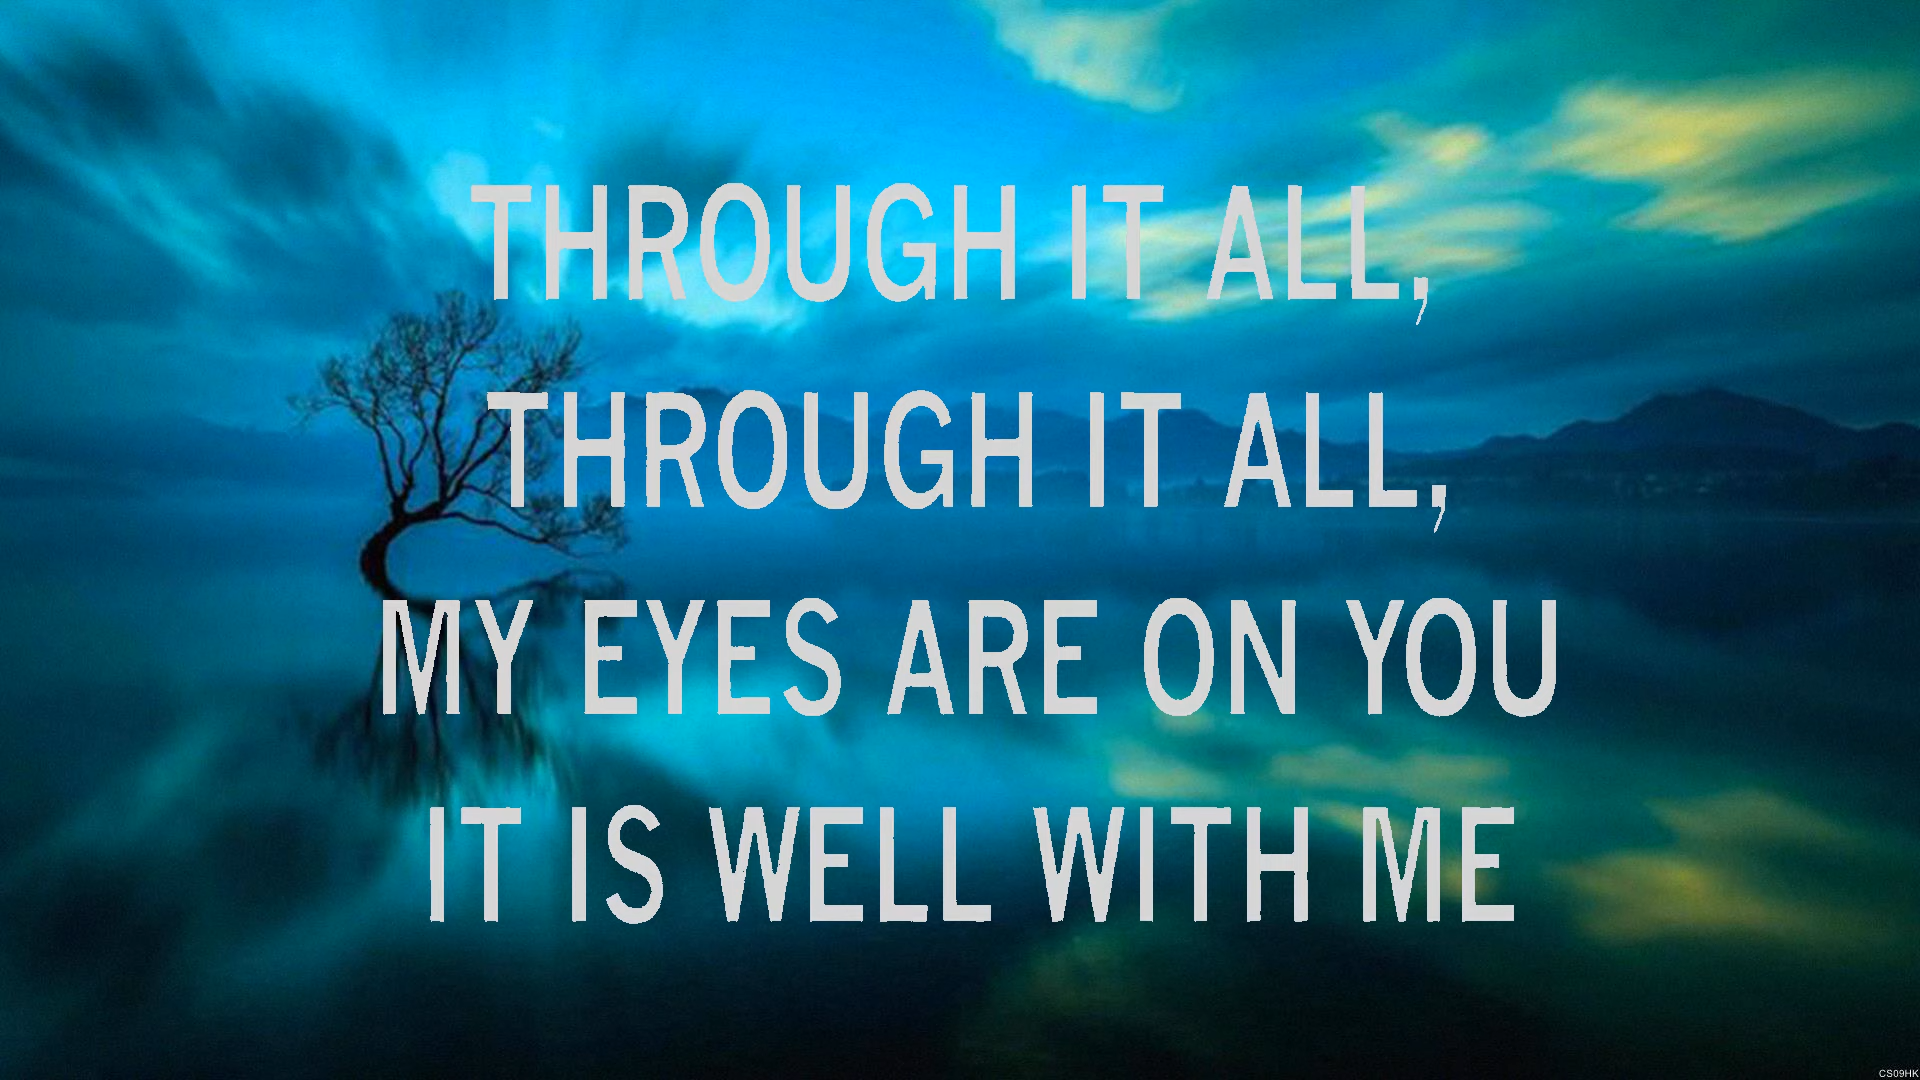 THROUGH IT ALL,
THROUGH IT ALL,
MY EYES ARE ON YOU
IT IS WELL WITH ME
CS09HK